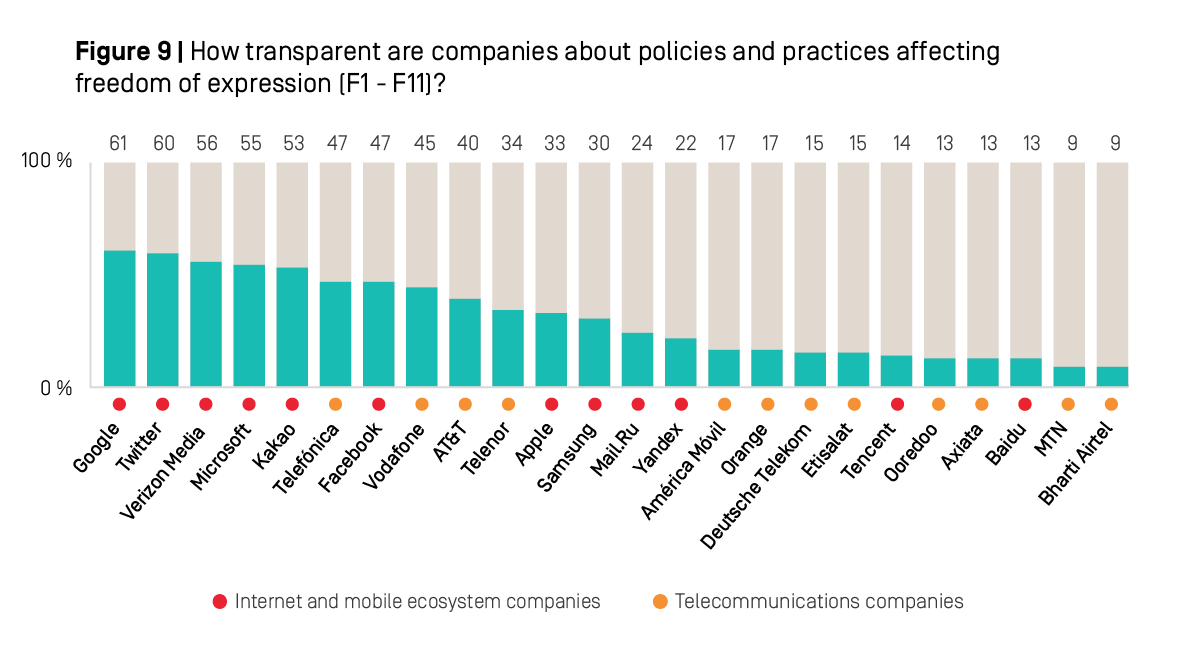 Figure 9 | How transparent are companies about policies and practices affecting
freedom of expression (F1 - F11)?
61 60 56 55 53 47 47 45 40 34 33 30 24 22 17 17 15 15 14 13 13 13 9 9
100 %
0 %
Google
Twitter
Verizon Media
Microsoft
Kakao
Telefónica
Facebook
Vodafone
AT&T
Telenor
Apple
Samsung
Mail.Ru
Yandex
América Móvil
Orange
Deutsche Telekom
Etisalat
Tencent
Ooredoo
Axiata
Baidu
MTN
Bharti Airtel
Internet and mobile ecosystem companies
Telecommunications companies